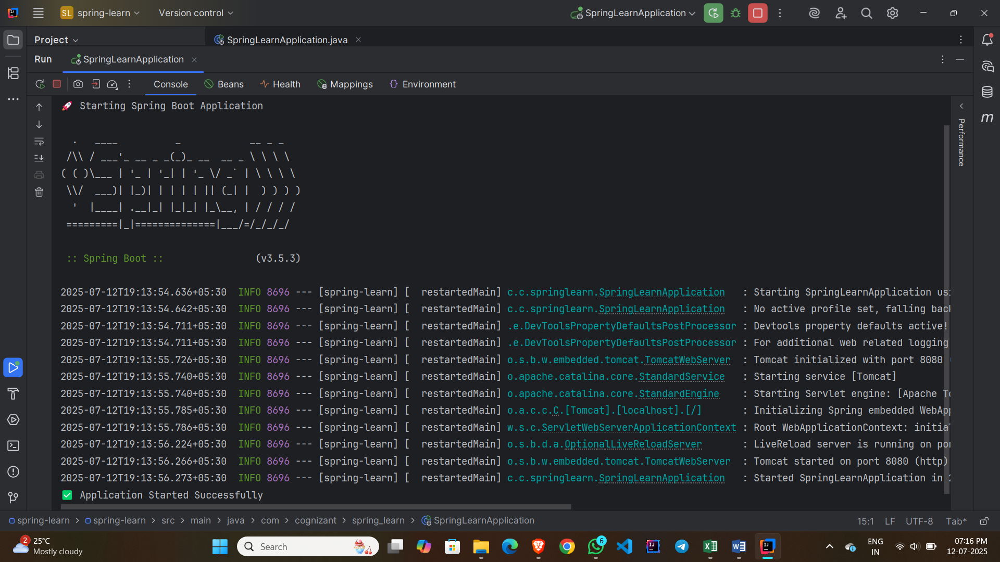 SL spring-learn Version control SpringLearnApplication
Project SpringLearnApplication.java
Run SpringLearnApplication
Console Beans Health Mappings Environment
🚀 Starting Spring Boot Application
  .   ____          _            __ _ _
 /\\ / ___'_ __ _ _(_)_ __  __ _ \ \ \ \
( ( )\___ | '_ | '_| | '_ \/ _` | \ \ \ \
 \\/  ___)| |_)| | | | | || (_| |  ) ) ) )
  '  |____| .__|_| |_|_| |_\__, | / / / /
 =========|_|==============|___/=/_/_/_/
:: Spring Boot :: (v3.5.3)
2025-07-12T19:13:54.636+05:30 INFO 8696 --- [spring-learn] [ restartedMain] c.c.springlearn.SpringLearnApplication : Starting SpringLearnApplication
2025-07-12T19:13:54.642+05:30 INFO 8696 --- [spring-learn] [ restartedMain] c.c.springlearn.SpringLearnApplication : No active profile set, falling
2025-07-12T19:13:54.711+05:30 INFO 8696 --- [spring-learn] [ restartedMain] .e.DevToolsPropertyDefaultsPostProcessor : Devtools property defaults active!
2025-07-12T19:13:54.711+05:30 INFO 8696 --- [spring-learn] [ restartedMain] .e.DevToolsPropertyDefaultsPostProcessor : For additional web related logging
2025-07-12T19:13:55.726+05:30 INFO 8696 --- [spring-learn] [ restartedMain] o.s.b.w.embedded.tomcat.TomcatWebServer : Tomcat initialized with port 8080
2025-07-12T19:13:55.740+05:30 INFO 8696 --- [spring-learn] [ restartedMain] o.apache.catalina.core.StandardService : Starting service [Tomcat]
2025-07-12T19:13:55.740+05:30 INFO 8696 --- [spring-learn] [ restartedMain] o.apache.catalina.core.StandardEngine : Starting Servlet engine: [Apache
2025-07-12T19:13:55.785+05:30 INFO 8696 --- [spring-learn] [ restartedMain] o.a.c.c.C.[Tomcat].[localhost].[/] : Initializing Spring embedded
2025-07-12T19:13:55.786+05:30 INFO 8696 --- [spring-learn] [ restartedMain] w.s.c.ServletWebServerApplicationContext : Root WebApplicationContext:
2025-07-12T19:13:56.224+05:30 INFO 8696 --- [spring-learn] [ restartedMain] o.s.b.d.a.OptionalLiveReloadServer : LiveReload server is running on
2025-07-12T19:13:56.266+05:30 INFO 8696 --- [spring-learn] [ restartedMain] o.s.b.w.embedded.tomcat.TomcatWebServer : Tomcat started on port 8080 (http)
2025-07-12T19:13:56.273+05:30 INFO 8696 --- [spring-learn] [ restartedMain] c.c.springlearn.SpringLearnApplication : Started SpringLearnApplication in
✅ Application Started Successfully
Performance
spring-learn > spring-learn > src > main > java > com > cognizant > spring_learn > SpringLearnApplication 15:1 LF UTF-8 Tab*
2 25°C
Mostly cloudy
Search
6
ENG
IN
07:16 PM
12-07-2025